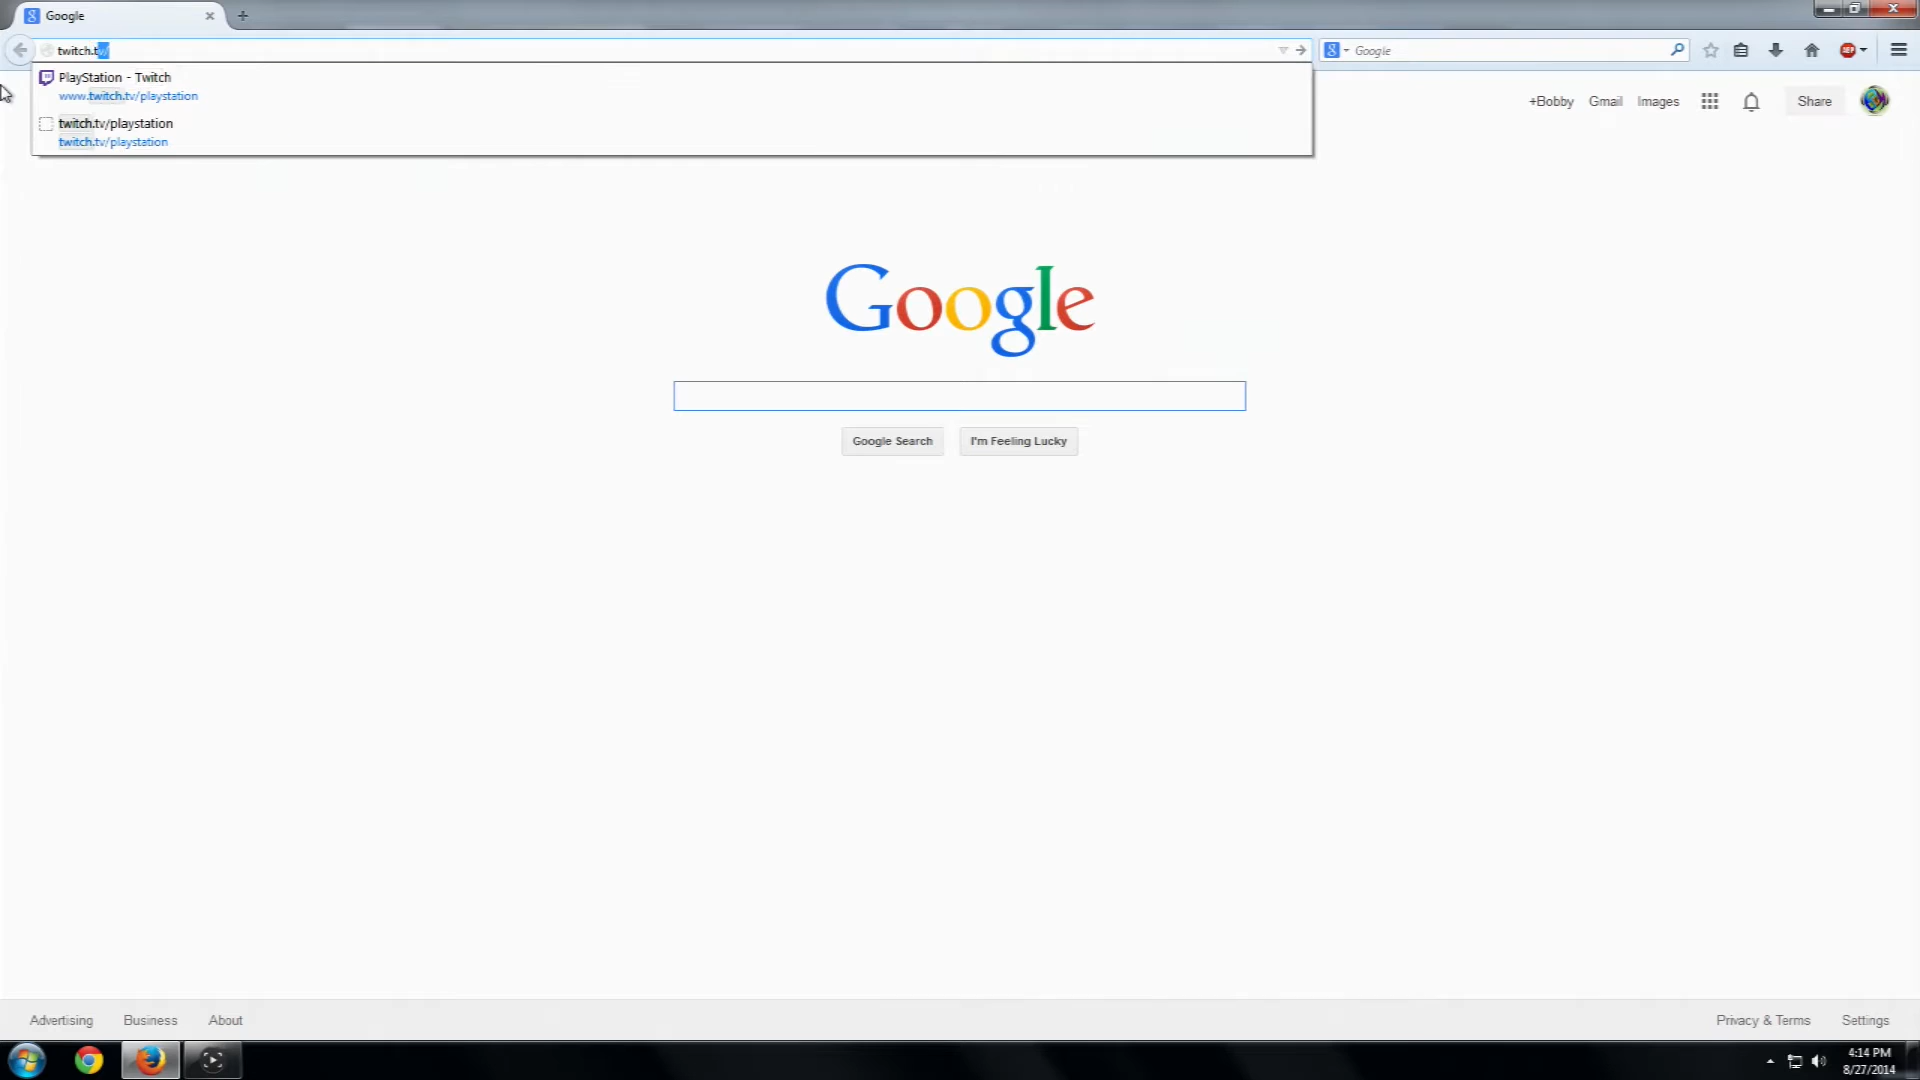 Google
twitch.tv/
Google
PlayStation - Twitch
www.twitch.tv/playstation
twitch.tv/playstation
twitch.tv/playstation
+Bobby Gmail Images Share
Google
Google Search I'm Feeling Lucky
Advertising Business About Privacy & Terms Settings
4:14 PM
8/27/2014